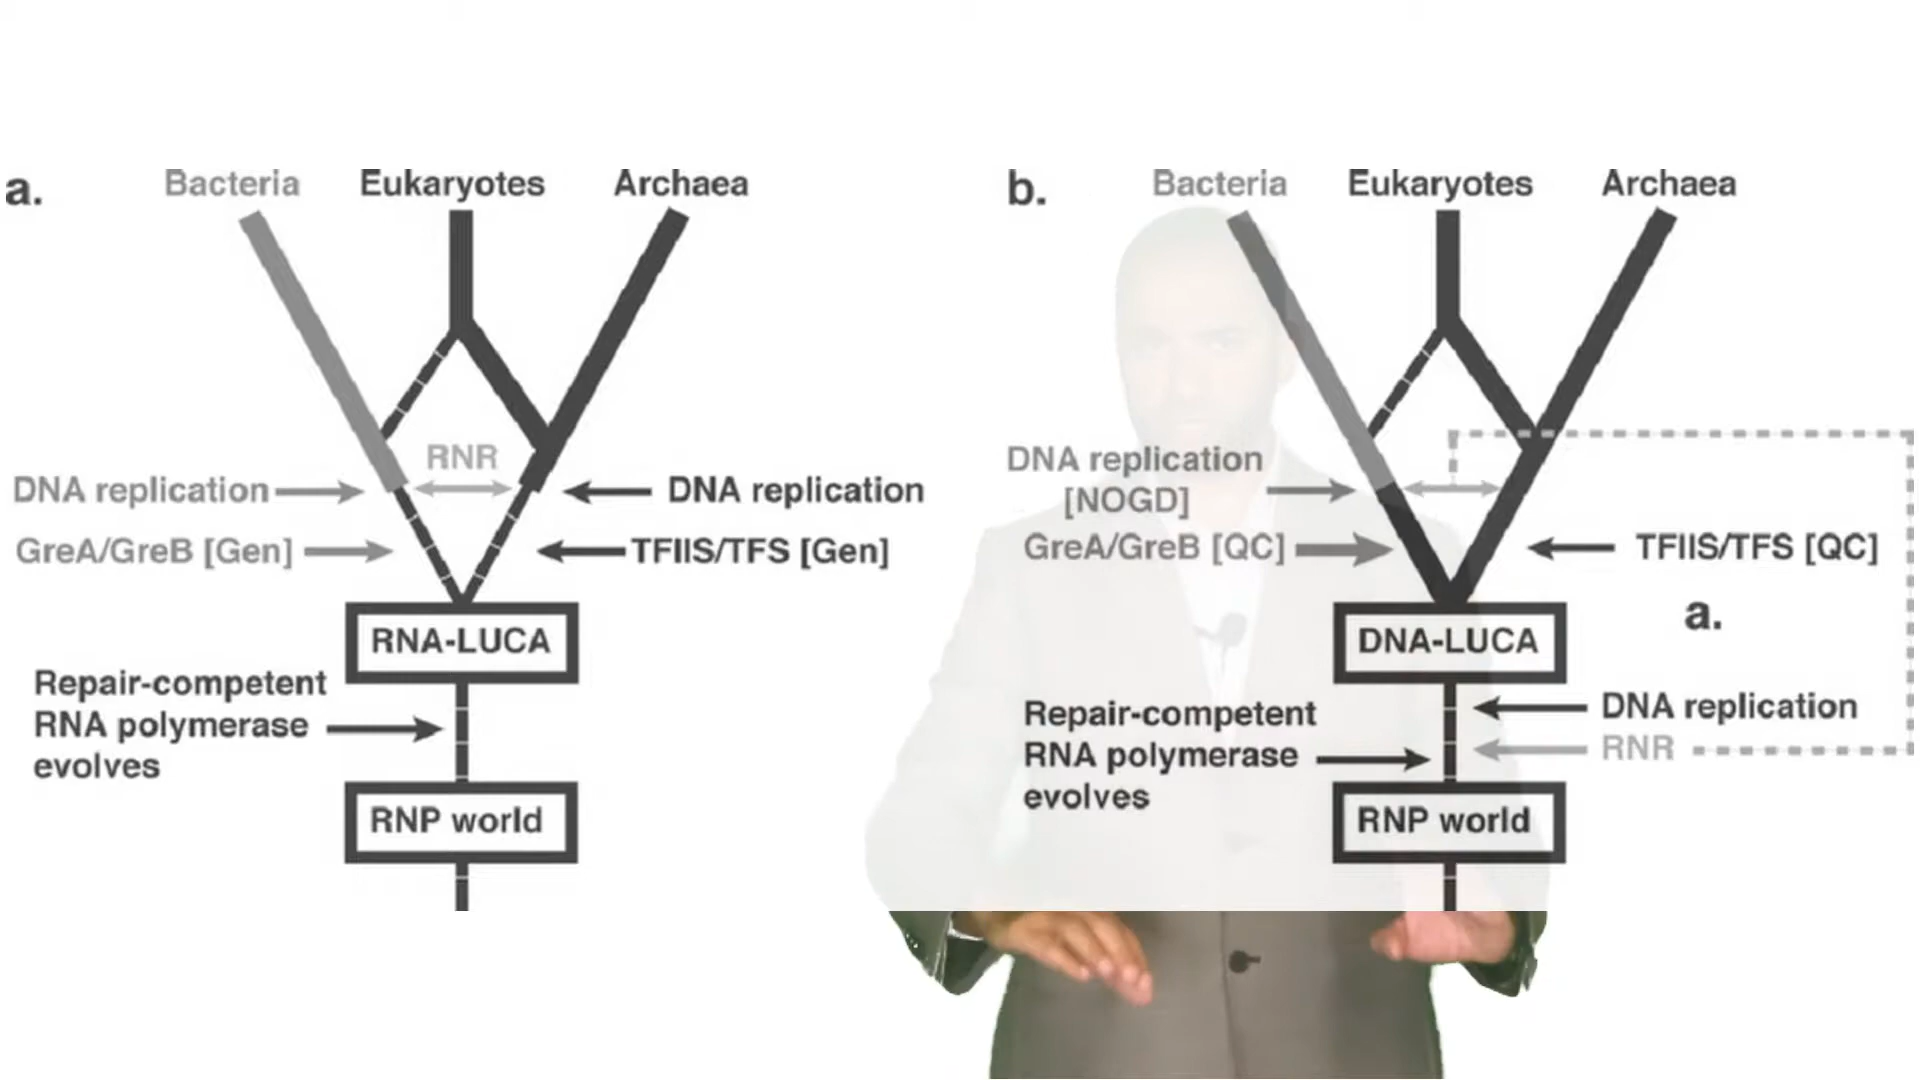 a.
Bacteria
Eukaryotes
Archaea
RNR
DNA replication
DNA replication
GreA/GreB [Gen]
TFIIS/TFS [Gen]
RNA-LUCA
Repair-competent
RNA polymerase
evolves
RNP world
b.
Bacteria
Eukaryotes
Archaea
DNA replication
[NOGD]
GreA/GreB [QC]
TFIIS/TFS [QC]
a.
DNA-LUCA
DNA replication
RNR
Repair-competent
RNA polymerase
evolves
RNP world